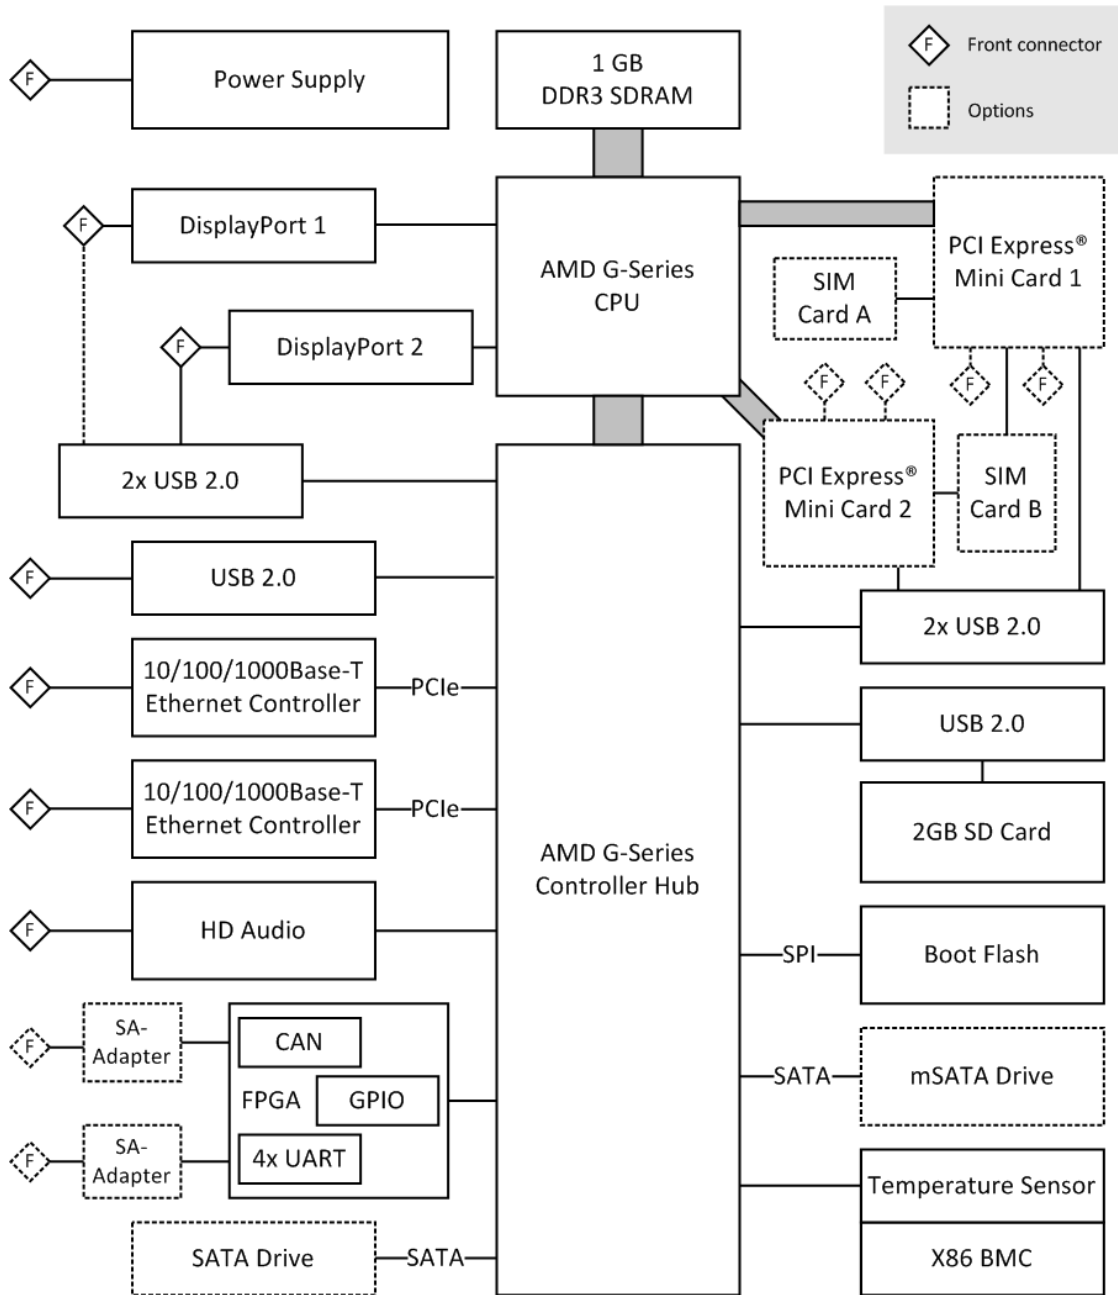 F
Power Supply
1 GB
DDR3 SDRAM
F
Front connector
Options
F
DisplayPort 1
AMD G-Series
CPU
PCI Express®
Mini Card 1
SIM
Card A
F
DisplayPort 2
F
F
F
F
2x USB 2.0
PCI Express®
Mini Card 2
SIM
Card B
F
USB 2.0
2x USB 2.0
F
10/100/1000Base-T
Ethernet Controller
PCIe
USB 2.0
F
10/100/1000Base-T
Ethernet Controller
PCIe
2GB SD Card
AMD G-Series
Controller Hub
F
HD Audio
SPI
Boot Flash
F
SA-
Adapter
CAN
FPGA
GPIO
SATA
mSATA Drive
F
SA-
Adapter
4x UART
Temperature Sensor
SATA Drive
SATA
X86 BMC